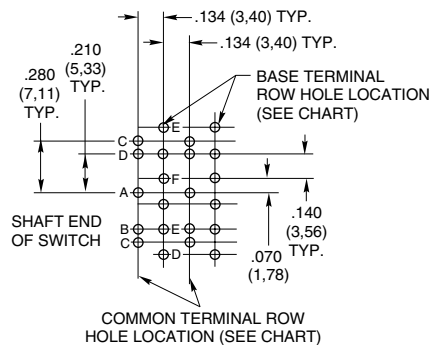 .134 (3,40) TYP.
.134 (3,40) TYP.
.210
(5,33)
TYP.
.280
(7,11)
TYP.
BASE TERMINAL
ROW HOLE LOCATION
(SEE CHART)
E
C
D
F
A
SHAFT END
OF SWITCH
B
E
C
D
.140
(3,56)
TYP.
.070
(1,78)
COMMON TERMINAL ROW
HOLE LOCATION (SEE CHART)